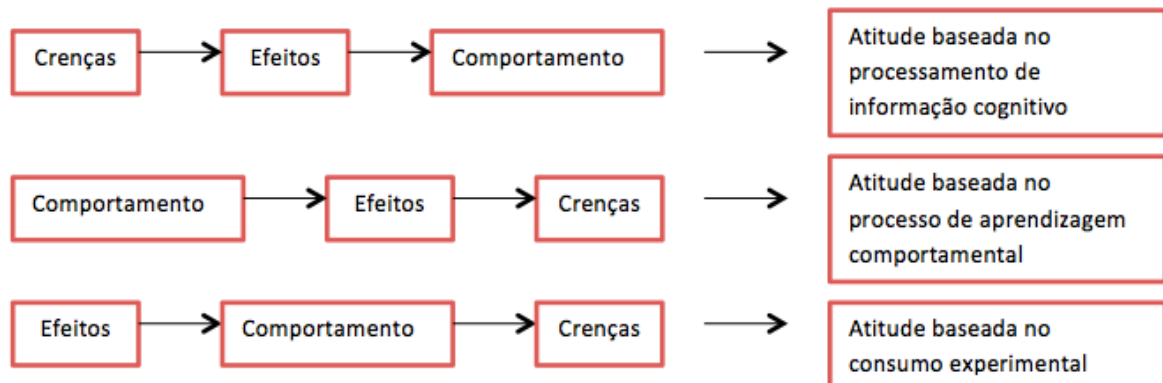 Crenças
Efeitos
Comportamento
Atitude baseada no
processamento de
informação cognitivo
Comportamento
Efeitos
Crenças
Atitude baseada no
processo de aprendizagem
comportamental
Efeitos
Comportamento
Crenças
Atitude baseada no
consumo experimental